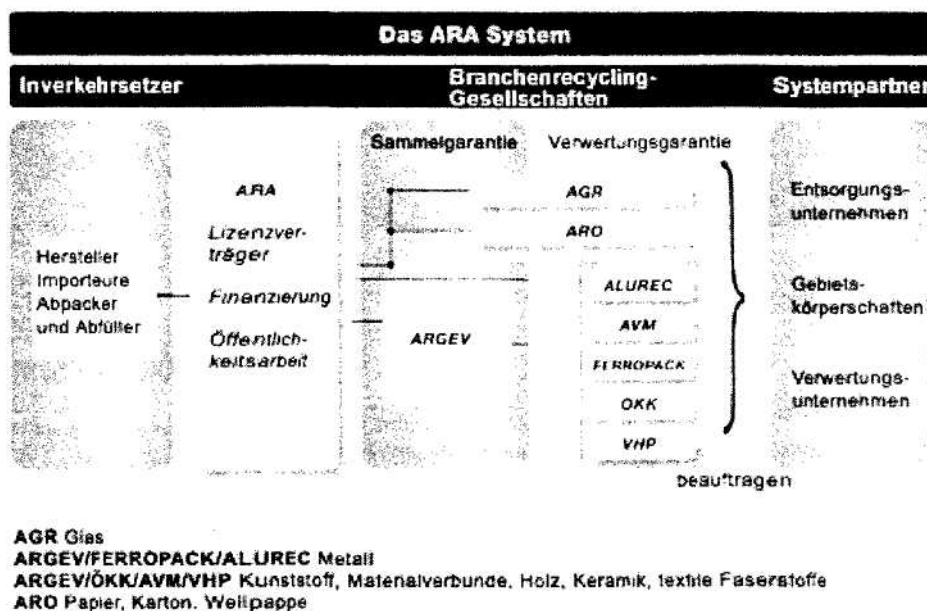 Das ARA System
Inverkehrsetzer
Branchenrecycling-
Gesellschaften
Systempartner
Sammelgarantie
Verwertungsgarantie
Hersteller
Importeure
Abpacker
und Abfüller
ARA
Lizenzver-
träger
Finanzierung
Öffentlich-
keitsarbeit
ARGEV
AGR
ARO
ALUREC
AVM
FERROPACK
ÖKK
VHP
beauftragen
Entsorgungs-
unternehmen
Gebiets-
körperschaften
Verwertungs-
unternehmen
AGR Glas
ARGEV/FERROPACK/ALUREC Metall
ARGEV/ÖKK/AVM/VHP Kunststoff, Materialverbunde, Holz, Keramik, textile Faserstoffe
ARO Papier, Karton, Wellpappe